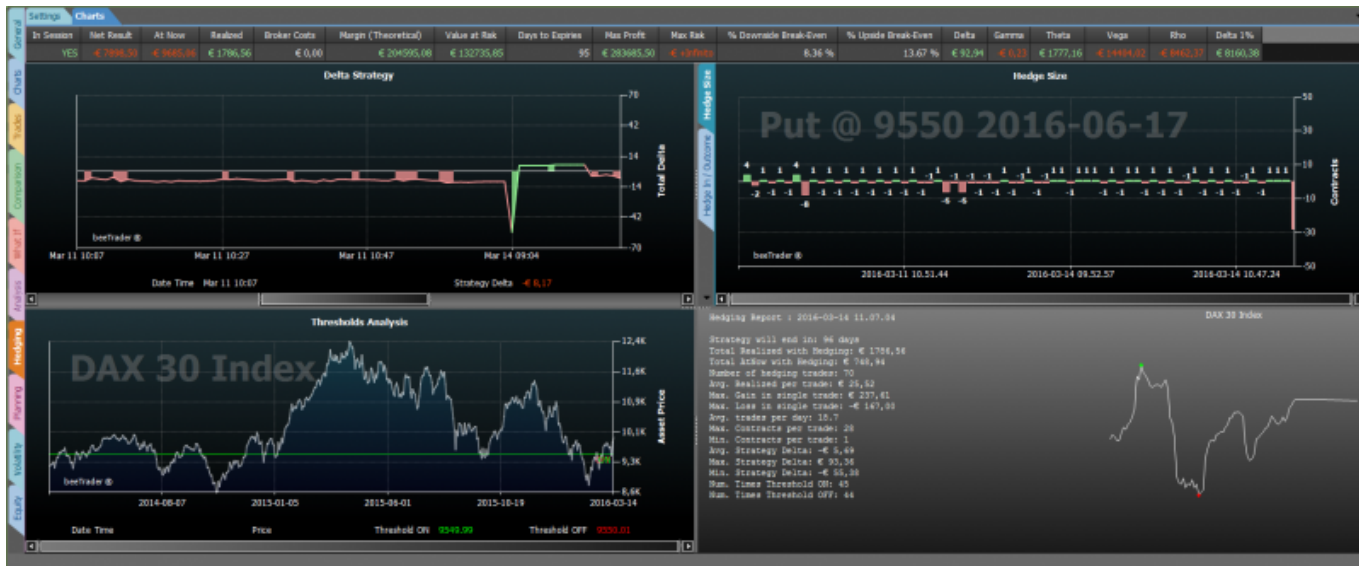 Settings Charts
In Session Net Result At Now Realized Broker Costs Margin (Theoretical) Value at Risk Days to Expiries Max Profit Max Risk % Downside Break-Even % Upside Break-Even Delta Gamma Theta Vega Rho Delta 1%
YES € 1786,56 € 0,00 € 204595,08 € 132735,85 95 € 283685,50 8.36 % 13.67 % € 92,94 € 1777,16 € 8160,38
General
Charts
Trades
Comparison
What If
Analysis
Hedging
Planning
Volatility
Equity
Delta Strategy
70
42
14
-14
-42
-70
Total Delta
beeTrader ®
Mar 11 10:07 Mar 11 10:27 Mar 11 10:47 Mar 14 09:04
Date Time Mar 11 10:07 Strategy Delta
Hedge Size
Hedge In / Outcome
Hedge Size
Put @ 9550 2016-06-17
50
30
10
-10
-30
-50
Contracts
beeTrader ®
2016-03-11 10.51.44 2016-03-14 09.52.57 2016-03-14 10.47.24
Thresholds Analysis
DAX 30 Index
12,4K
11,6K
10,9K
10,1K
9,3K
8,6K
Asset Price
beeTrader ®
2014-08-07 2015-01-05 2015-06-01 2015-10-19 2016-03-14
Date Time Price Threshold ON 9549.99 Threshold OFF 9550.01
Hedging Report : 2016-03-14 11.07.04
DAX 30 Index
Strategy will end in: 96 days
Total Realized with Hedging: € 1786,56
Total AtNow with Hedging: € 748,94
Number of hedging trades: 70
Avg. Realized per trade: € 25,52
Max. Gain in single trade: € 237,61
Max. Loss in single trade: -€ 167,00
Avg. trades per day: 18.7
Max. Contracts per trade: 28
Min. Contracts per trade: 1
Avg. Strategy Delta: -€ 5,69
Max. Strategy Delta: € 93,36
Min. Strategy Delta: -€ 55,38
Num. Times Threshold ON: 45
Num. Times Threshold OFF: 44